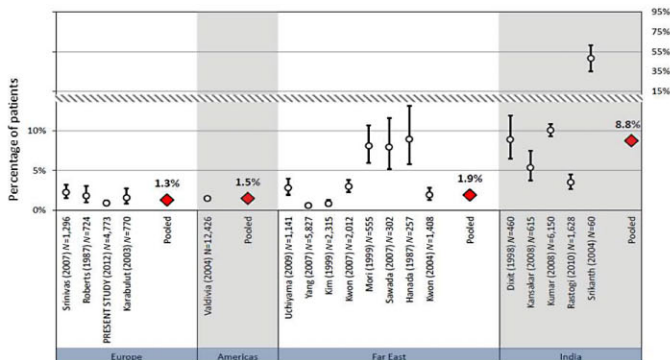 95%
75%
55%
35%
15%
Percentage of patients
10%
5%
0%
1.3%
1.5%
1.9%
8.8%
Srinivas (2007) N=1,296
Roberts (1987) N=724
PRESENT STUDY (2012) N=4,773
Karabulut (2003) N=770
Pooled
Valdivia (2004) N=12,426
Pooled
Uchiyama (2009) N=1,141
Yang (2007) N=5,827
Kim (1999) N=2,315
Kwon (2007) N=2,012
Mori (1999) N=555
Sawada (2007) N=302
Hanada (1987) N=257
Kwon (2004) N=1,408
Pooled
Dixit (1998) N=460
Kansakar (2008) N=615
Kumar (2008) N=6,150
Rastogi (2010) N=1,628
Srikanth (2004) N=60
Pooled
Europe
Americas
Far East
India